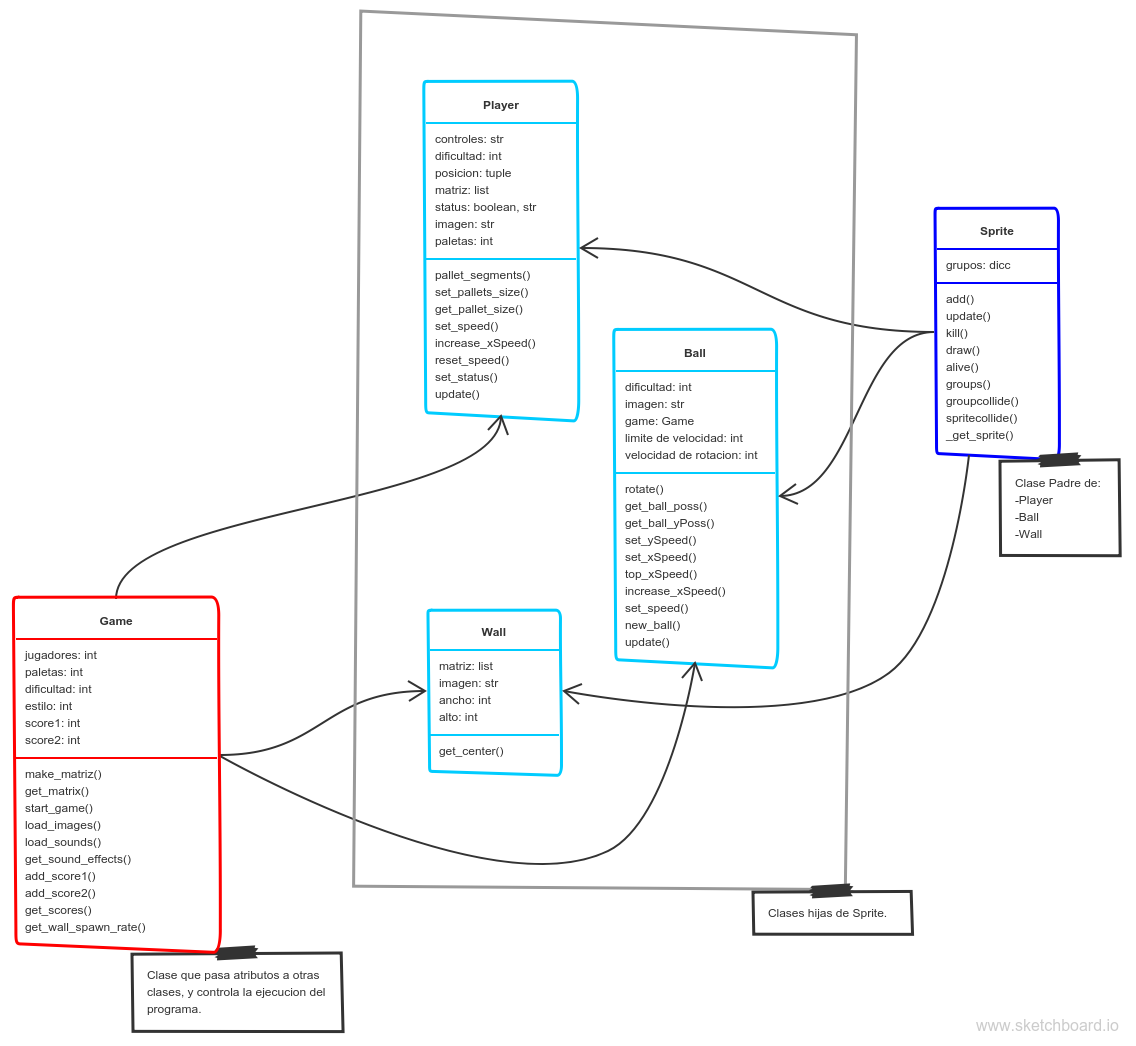 Player
controles: str
dificultad: int
posicion: tuple
matriz: list
status: boolean, str
imagen: str
paletas: int
pallet_segments()
set_pallets_size()
get_pallet_size()
set_speed()
increase_xSpeed()
reset_speed()
set_status()
update()
Sprite
grupos: dicc
add()
update()
kill()
draw()
alive()
groups()
groupcollide()
spritecollide()
_get_sprite()
Clase Padre de:
-Player
-Ball
-Wall
Ball
dificultad: int
imagen: str
game: Game
limite de velocidad: int
velocidad de rotacion: int
rotate()
get_ball_poss()
get_ball_yPoss()
set_ySpeed()
set_xSpeed()
top_xSpeed()
increase_xSpeed()
set_speed()
new_ball()
update()
Game
jugadores: int
paletas: int
dificultad: int
estilo: int
score1: int
score2: int
make_matriz()
get_matrix()
start_game()
load_images()
load_sounds()
get_sound_effects()
add_score1()
add_score2()
get_scores()
get_wall_spawn_rate()
Wall
matriz: list
imagen: str
ancho: int
alto: int
get_center()
Clases hijas de Sprite.
Clase que pasa atributos a otras
clases, y controla la ejecucion del
programa.
www.sketchboard.io